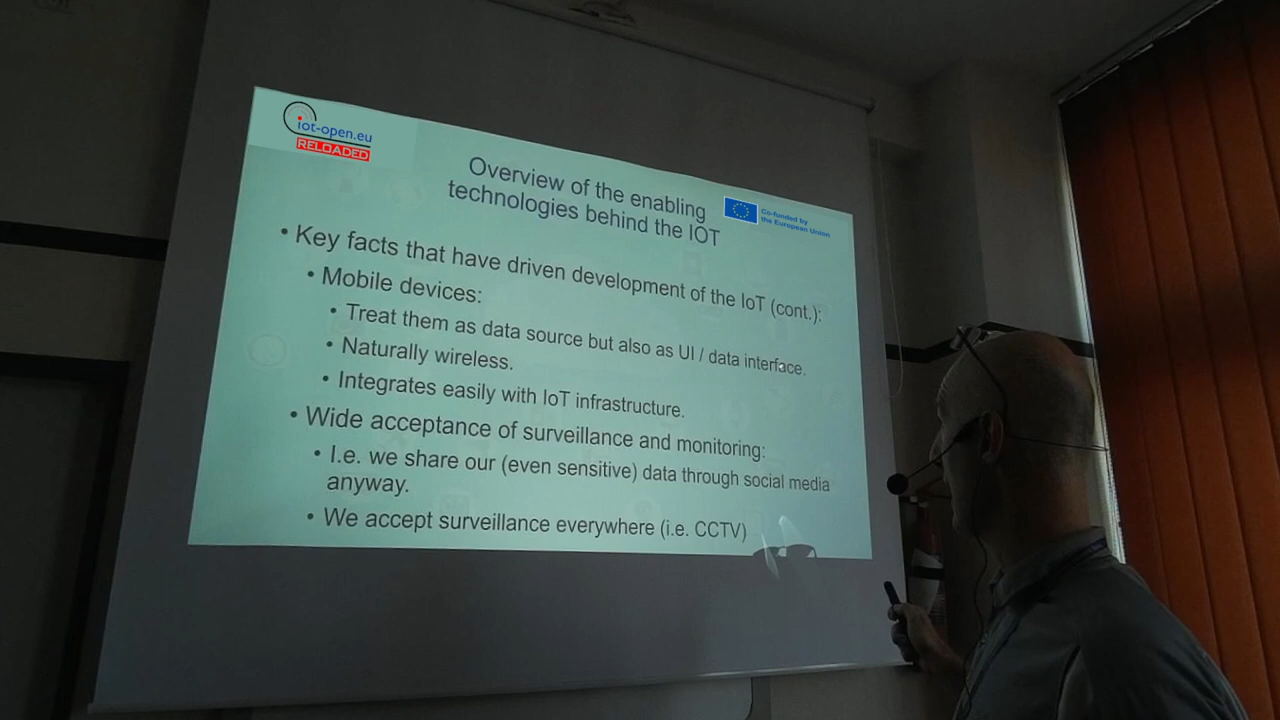 iot-open.eu
RELOADED
Overview of the enabling
technologies behind the IOT
Co-funded by
the European Union
• Key facts that have driven development of the IoT (cont.):
• Mobile devices:
• Treat them as data source but also as UI / data interface.
• Naturally wireless.
• Integrates easily with IoT infrastructure.
• Wide acceptance of surveillance and monitoring:
• I.e. we share our (even sensitive) data through social media
anyway.
• We accept surveillance everywhere (i.e. CCTV)